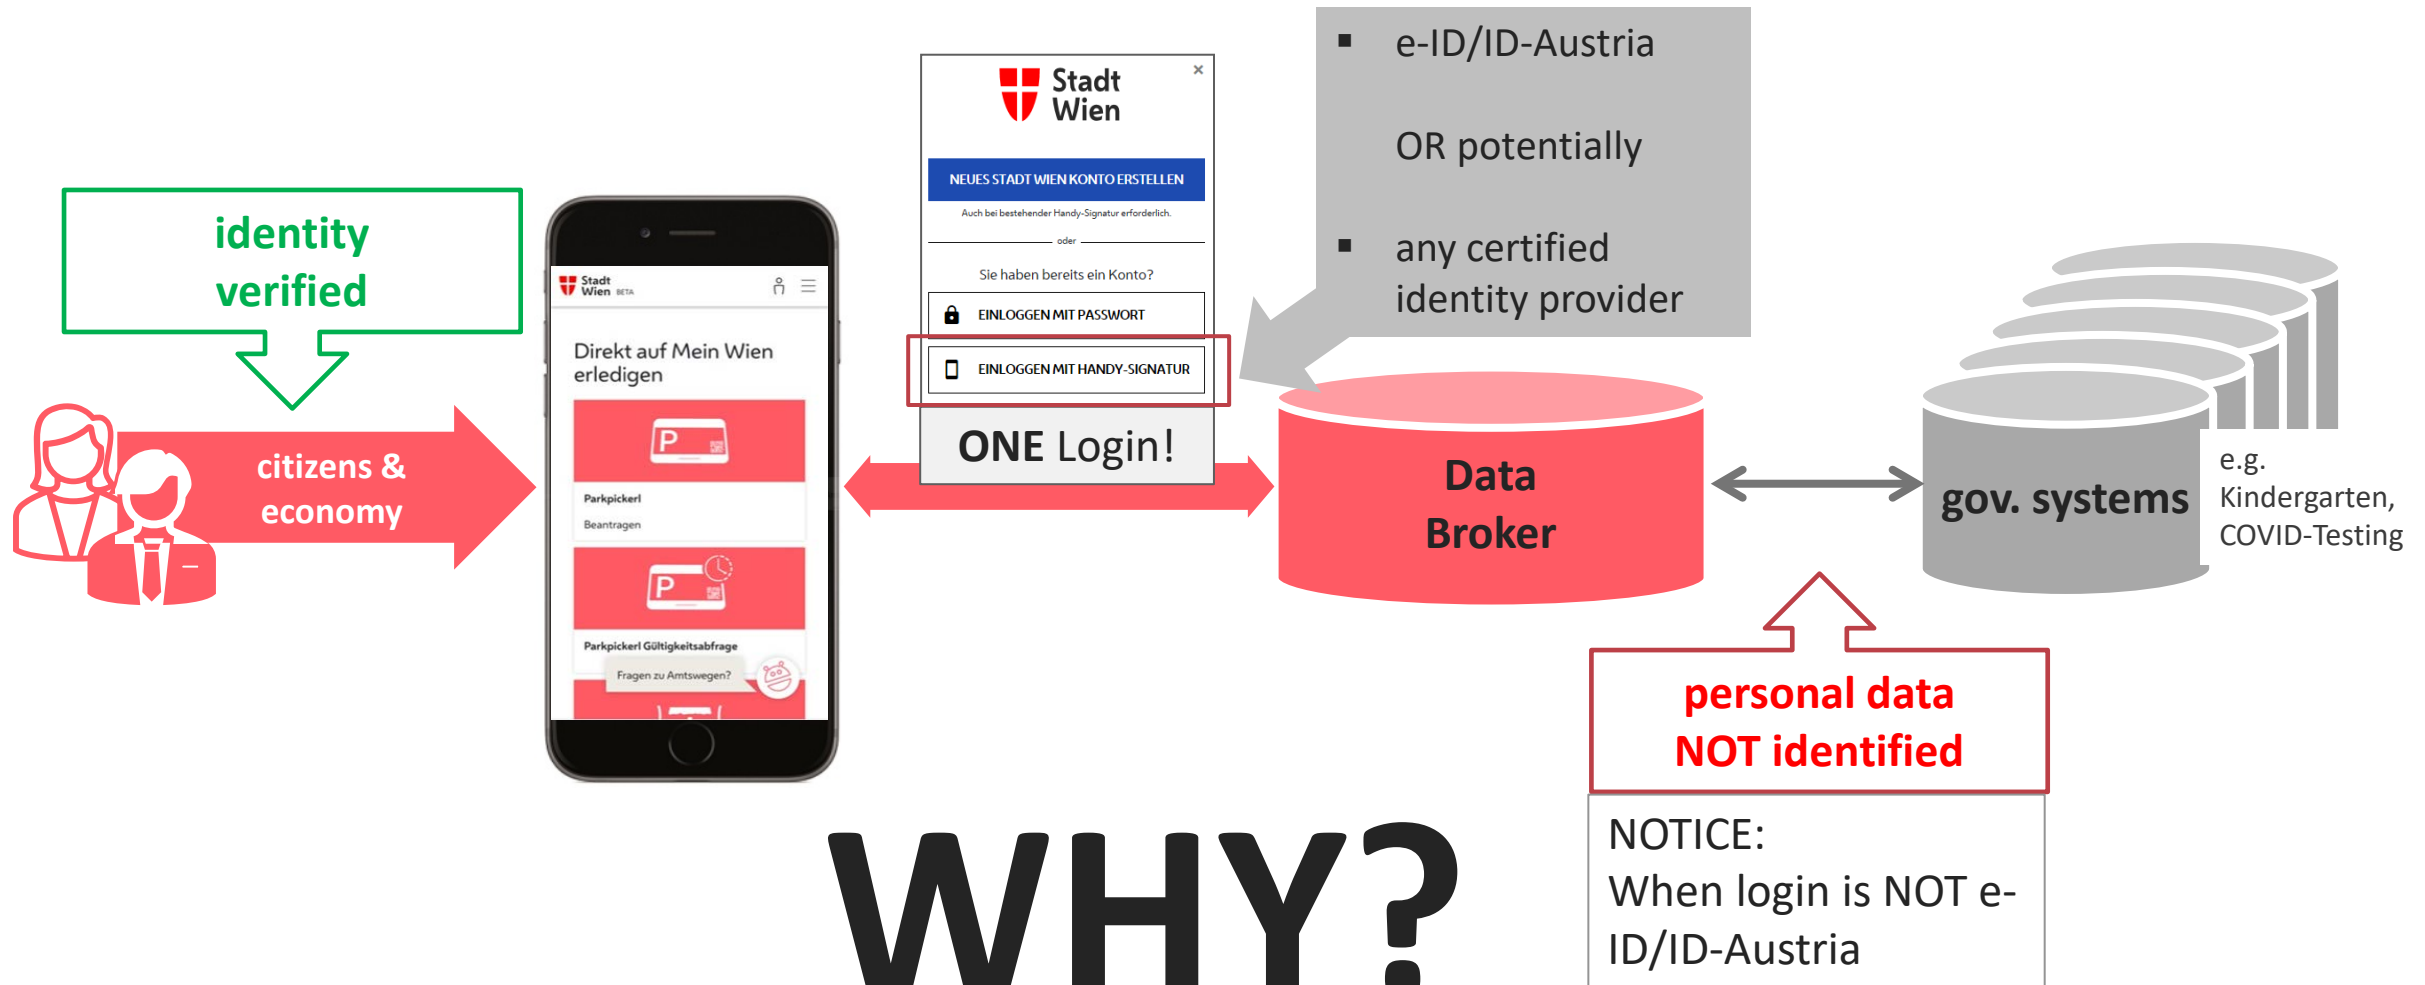 identity
verified
citizens &
economy
Stadt
Wien BETA
Direkt auf Mein Wien
erledigen
P
Parkpickerl
Beantragen
P
Parkpickerl Gültigkeitsabfrage
Fragen zu Amtswegen?
Stadt
Wien
×
NEUES STADT WIEN KONTO ERSTELLEN
Auch bei bestehender Handy-Signatur erforderlich.
oder
Sie haben bereits ein Konto?
EINLOGGEN MIT PASSWORT
EINLOGGEN MIT HANDY-SIGNATUR
ONE Login!
▪ e-ID/ID-Austria
OR potentially
▪ any certified
identity provider
Data
Broker
gov. systems
e.g.
Kindergarten,
COVID-Testing
personal data
NOT identified
NOTICE:
When login is NOT e-
ID/ID-Austria
WHY?